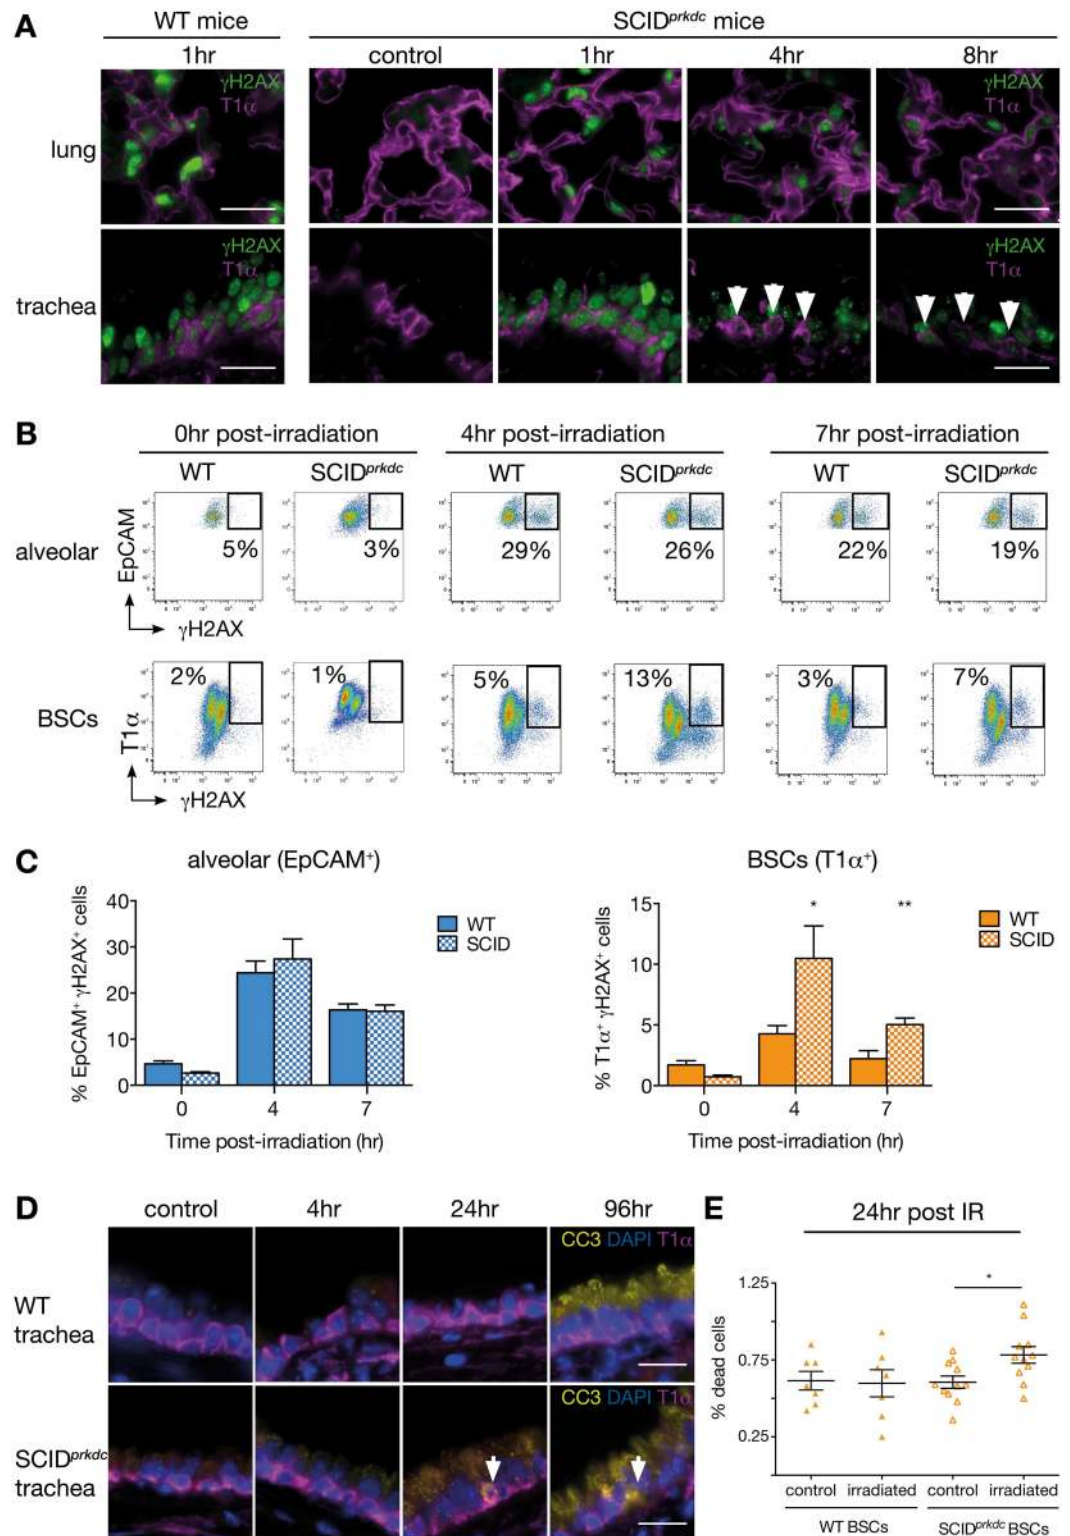 A
WT mice
SCIDprkdc mice
1hr control 1hr 4hr 8hr
γH2AX γH2AX
T1α T1α
lung
γH2AX γH2AX
T1α T1α
trachea
B
0hr post-irradiation 4hr post-irradiation 7hr post-irradiation
WT SCIDprkdc WT SCIDprkdc WT SCIDprkdc
alveolar
EpCAM
5% 3% 29% 26% 22% 19%
γH2AX
BSCs
T1α
2% 1% 5% 13% 3% 7%
γH2AX
C
alveolar (EpCAM+)
% EpCAM+ γH2AX+ cells
40
30
20
10
0
0 4 7
Time post-irradiation (hr)
WT
SCID
BSCs (T1α+)
% T1α+ γH2AX+ cells
15
10
5
0
* **
0 4 7
Time post-irradiation (hr)
WT
SCID
D
control 4hr 24hr 96hr
CC3 DAPI T1α
WT
trachea
CC3 DAPI T1α
SCIDprkdc
trachea
E
24hr post IR
% dead cells
1.25
0.75
0.25
*
control irradiated control irradiated
WT BSCs SCIDprkdc BSCs